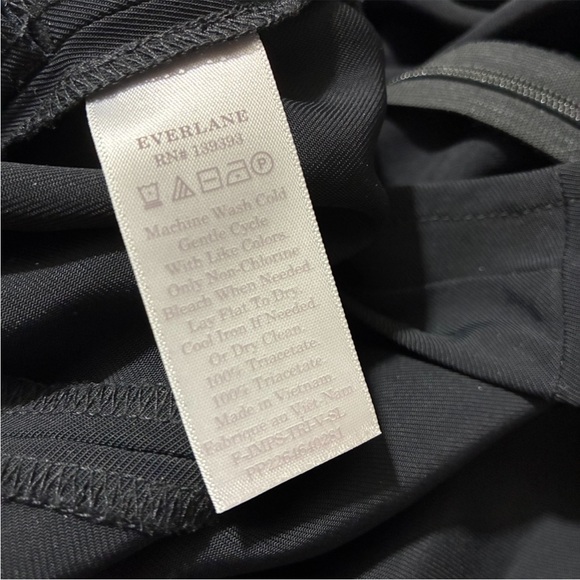 EVERLANE
RN# 139393
P
Machine Wash Cold
Gentle Cycle
With Like Colors.
Only Non-Chlorine
Bleach When Needed.
Lay Flat To Dry.
Cool Iron If Needed.
Or Dry Clean.
100% Triacetate.
100% Triacetate.
Made in Vietnam.
Fabriqué au Viêt-Nam